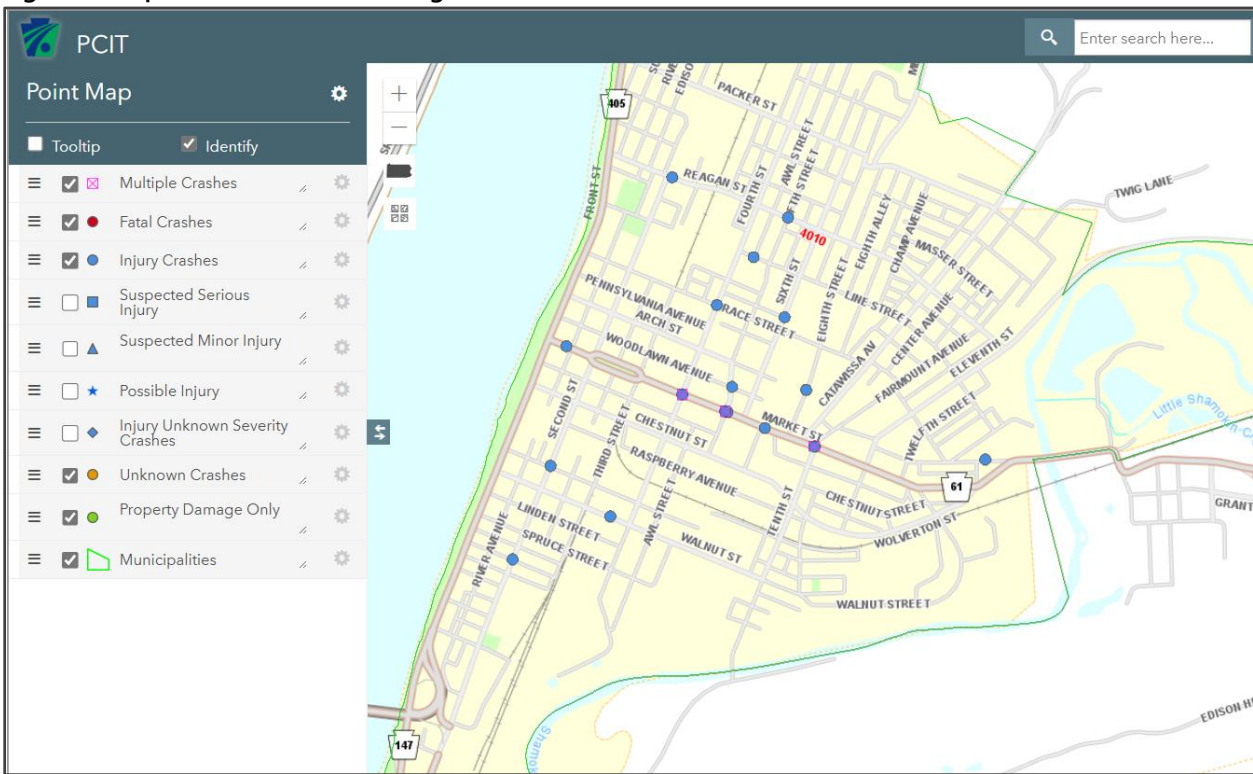 PCIT
Enter search here...
Point Map
Tooltip
Identify
Multiple Crashes
Fatal Crashes
Injury Crashes
Suspected Serious
Injury
Suspected Minor Injury
Possible Injury
Injury Unknown Severity
Crashes
Unknown Crashes
Property Damage Only
Municipalities
405
PACKER ST
REAGAN ST
FRONT ST
FOURTH ST
AWL STREET
4010
EIGHTH ALLEY
CHAMP AVENUE
MASSER STREET
TWIG LANE
PENNSYLVANIA AVENUE
ARCH ST
RACE STREET
SIXTH ST
EIGHTH STREET
LINE STREET
CENTER AVENUE
WOODLAWN AVENUE
CATAWISSA AV
FAIRMOUNT AVENUE
ELEVENTH ST
SECOND ST
CHESTNUT ST
MARKET ST
TWELFTH STREET
Little Shamokin
THIRD STREET
RASPBERRY AVENUE
61
GRANT
LINDEN STREET
AWL STREET
TENTH ST
CHESTNUT STREET
WOLVERTON ST
RIVER AVENUE
SPRUCE STREET
WALNUT ST
WALNUT STREET
147
EDISON